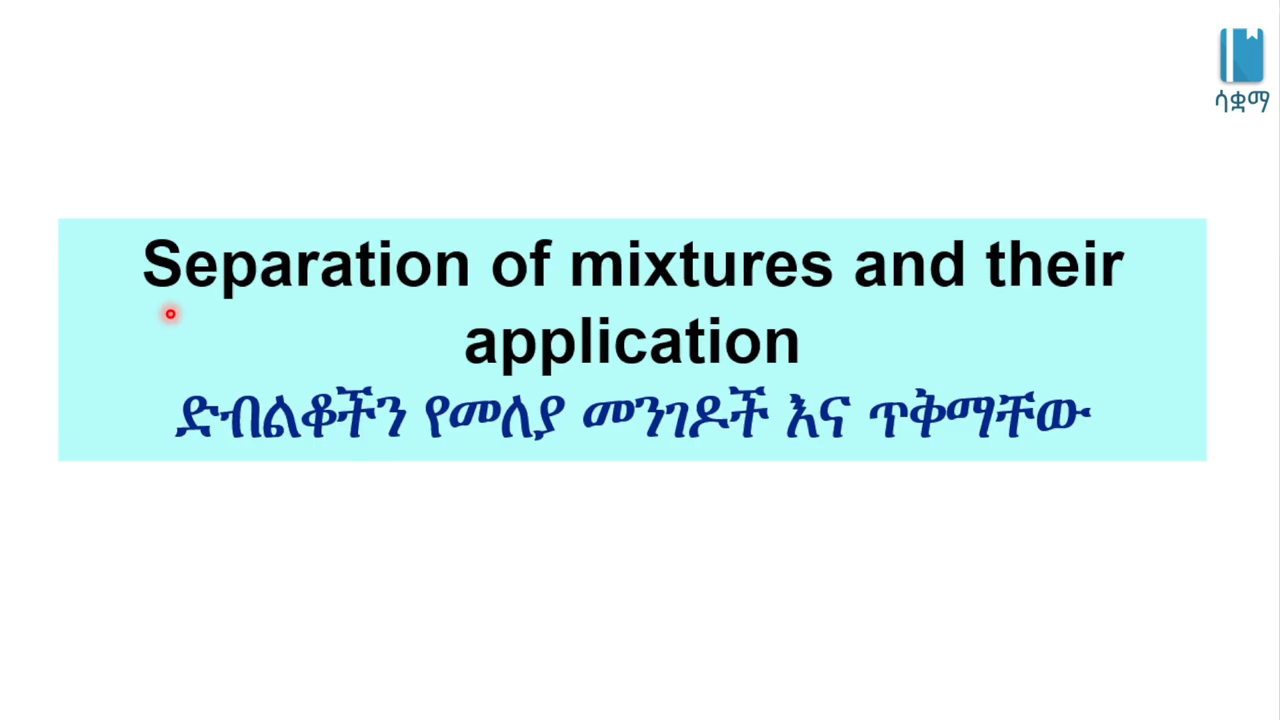 ሳቋማ
Separation of mixtures and their
application
ድብልቆችን የመለያ መንገዶች እና ጥቅማቸው